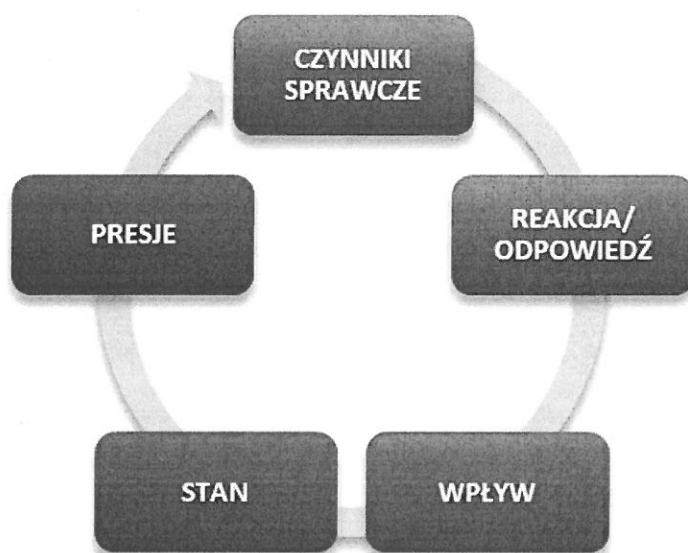 CZYNNIKI
SPRAWCZE
REAKCJA/
ODPOWIEDŹ
WPŁYW
STAN
PRESJE